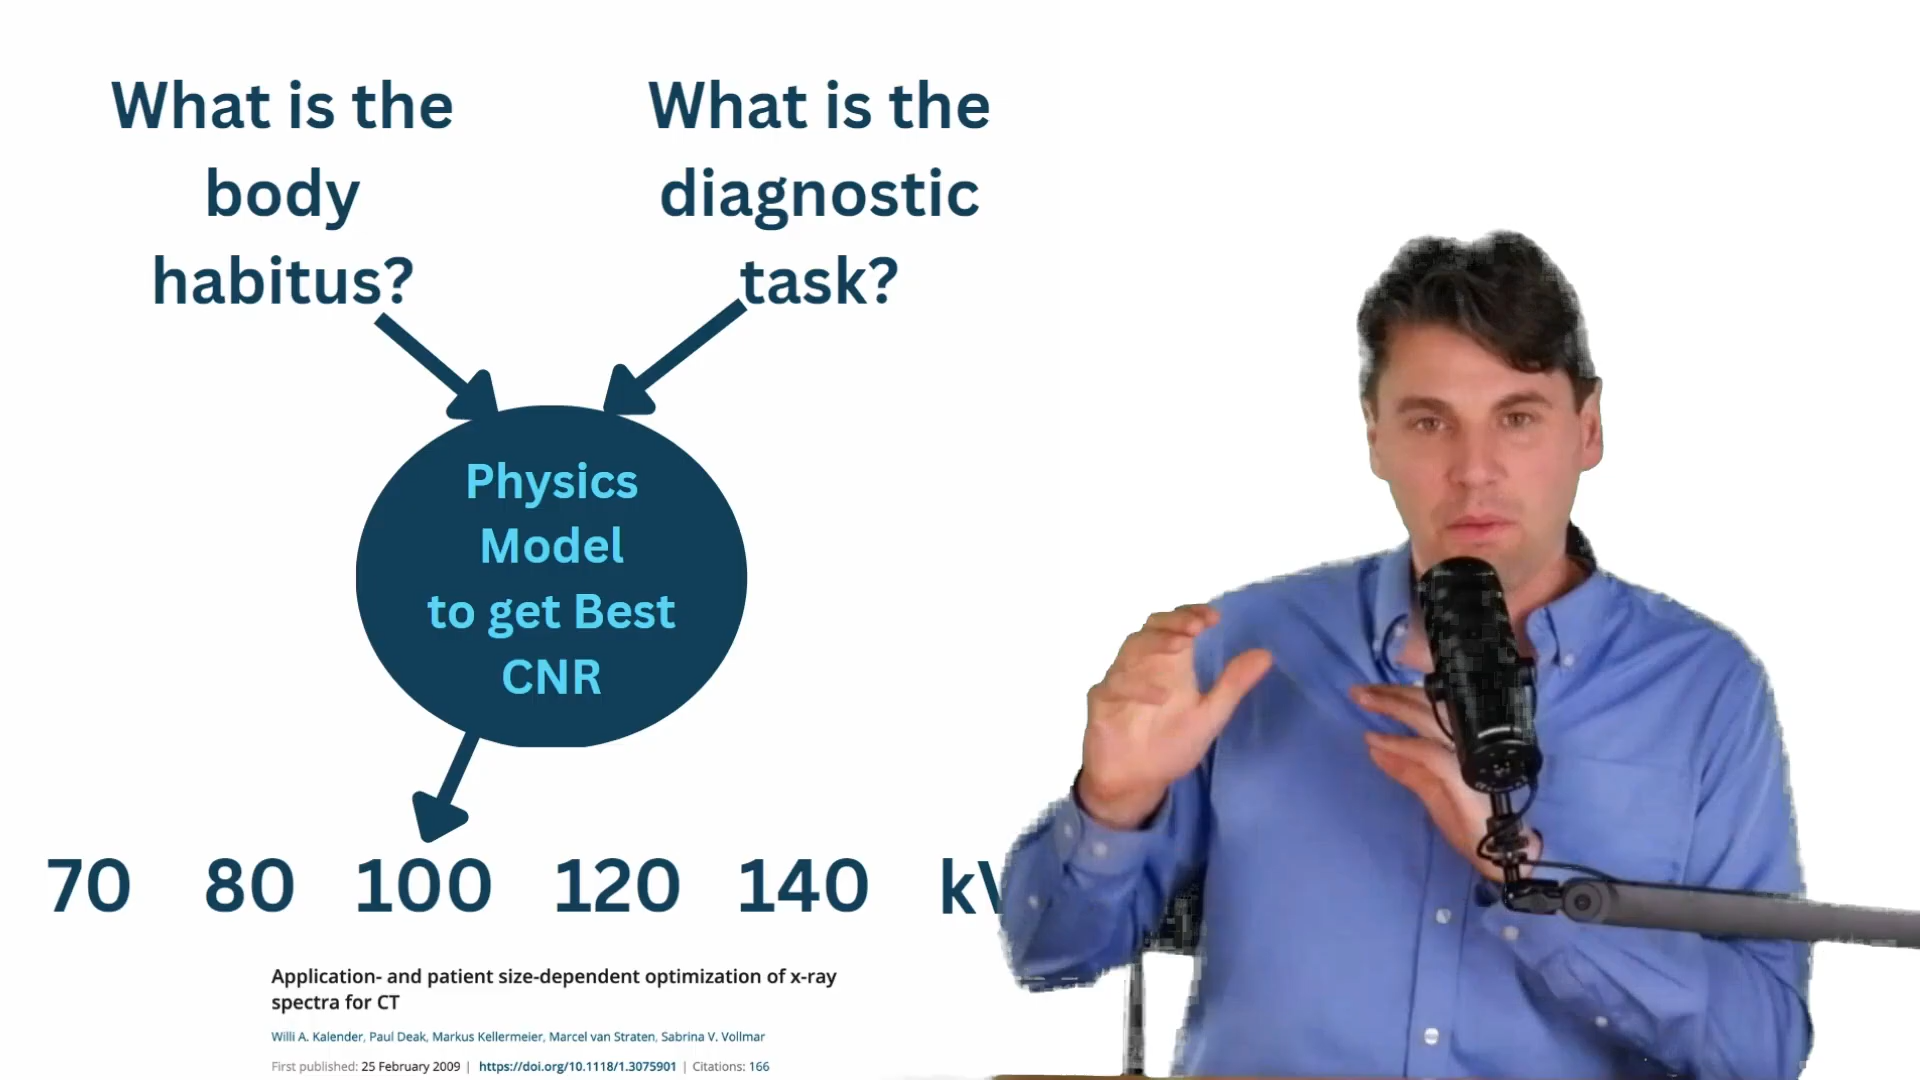 What is the
body
habitus?
What is the
diagnostic
task?
Physics
Model
to get Best
CNR
70 80 100 120 140
Application- and patient size-dependent optimization of x-ray
spectra for CT
Willi A. Kalender, Paul Deak, Markus Kellermeier, Marcel van Straten, Sabrina V. Vollmar
First published: 25 February 2009 | https://doi.org/10.1118/1.3075901 | Citations: 166